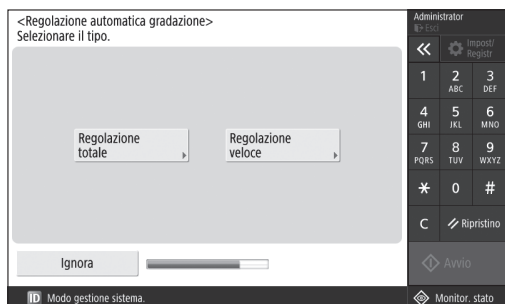 <Regolazione automatica gradazione>
Selezionare il tipo.
Regolazione
totale
Regolazione
veloce
Ignora
ID Modo gestione sistema.
Administrator
Esci
Impost/
Registr
1 2 3
ABC DEF
4 5 6
GHI JKL MNO
7 8 9
PQRS TUV WXYZ
* 0 #
C Ripristino
Avvio
Monitor. stato